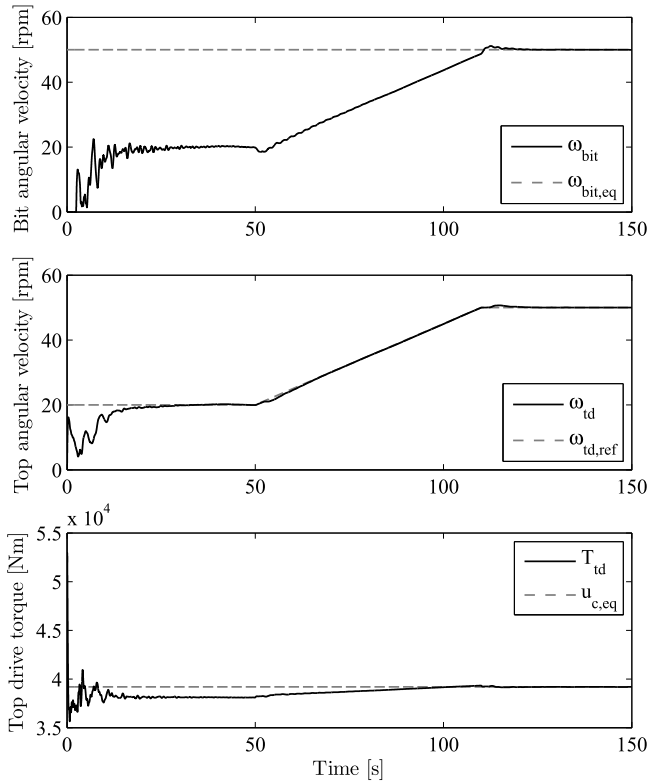 Bit angular velocity [rpm]
60
40
20
0
ω_bit
ω_bit,eq
0 50 100 150
Top angular velocity [rpm]
60
40
20
0
ω_td
ω_td,ref
0 50 100 150
x 10^4
Top drive torque [Nm]
5.5
5
4.5
4
3.5
T_td
u_c,eq
0 50 100 150
Time [s]